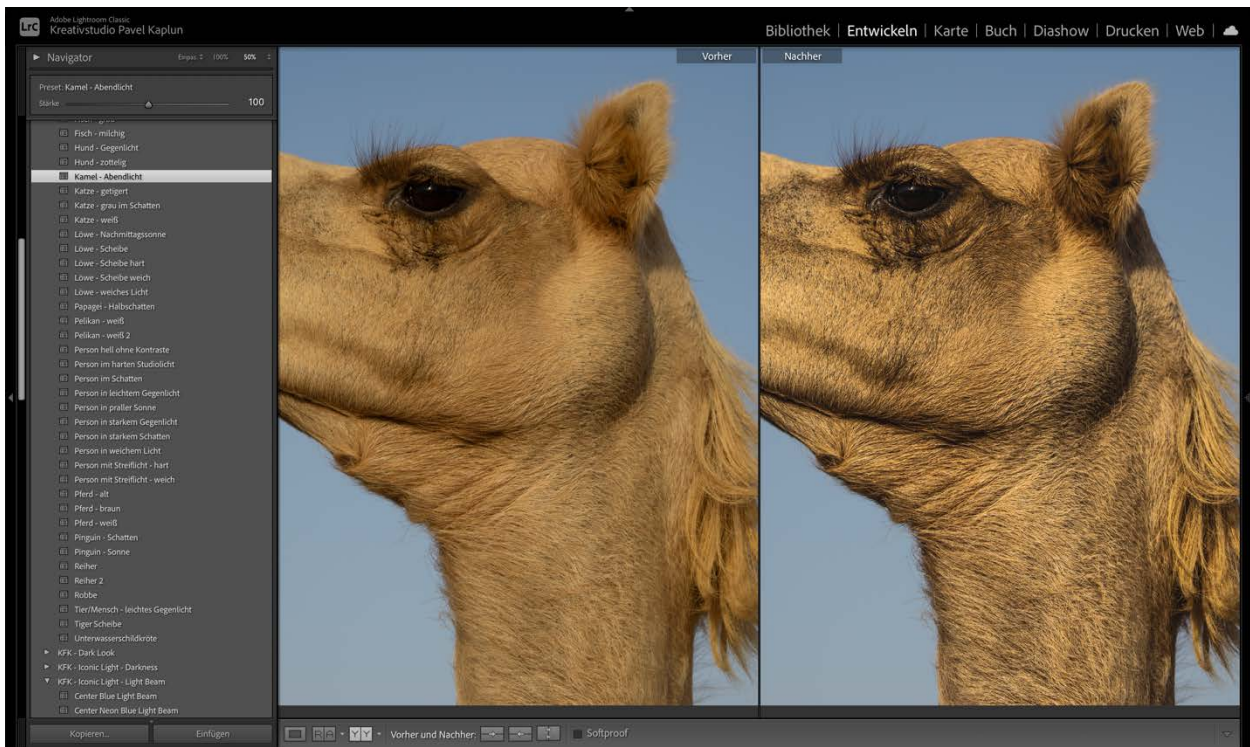 LrC
Adobe Lightroom Classic
Kreativstudio Pavel Kaplun
Bibliothek | Entwickeln | Karte | Buch | Diashow | Drucken | Web |
Navigator
100%
50%
Preset: Kamel - Abendlicht
Stärke
100
Fisch - milchig
Hund - Gegenlicht
Hund - zottelig
Kamel - Abendlicht
Katze - getigert
Katze - grau im Schatten
Katze - weiß
Löwe - Nachmittagssonne
Löwe - Scheibe
Löwe - Scheibe hart
Löwe - Scheibe weich
Löwe - weiches Licht
Papagei - Halbschatten
Pelikan - weiß
Pelikan - weiß 2
Person hell ohne Kontraste
Person im harten Studiolicht
Person im Schatten
Person in leichtem Gegenlicht
Person in praller Sonne
Person in starkem Gegenlicht
Person in starkem Schatten
Person in weichem Licht
Person mit Streiflicht - hart
Person mit Streiflicht - weich
Pferd - alt
Pferd - braun
Pferd - weiß
Pinguin - Schatten
Pinguin - Sonne
Reiher
Reiher 2
Robbe
Tier/Mensch - leichtes Gegenlicht
Tiger Scheibe
Unterwasserschildkröte
KFK - Dark Look
KFK - Iconic Light - Darkness
KFK - Iconic Light - Light Beam
Center Blue Light Beam
Center Neon Blue Light Beam
Kopieren...
Einfügen
Vorher
Nachher
RA
YY
Vorher und Nachher:
Softproof